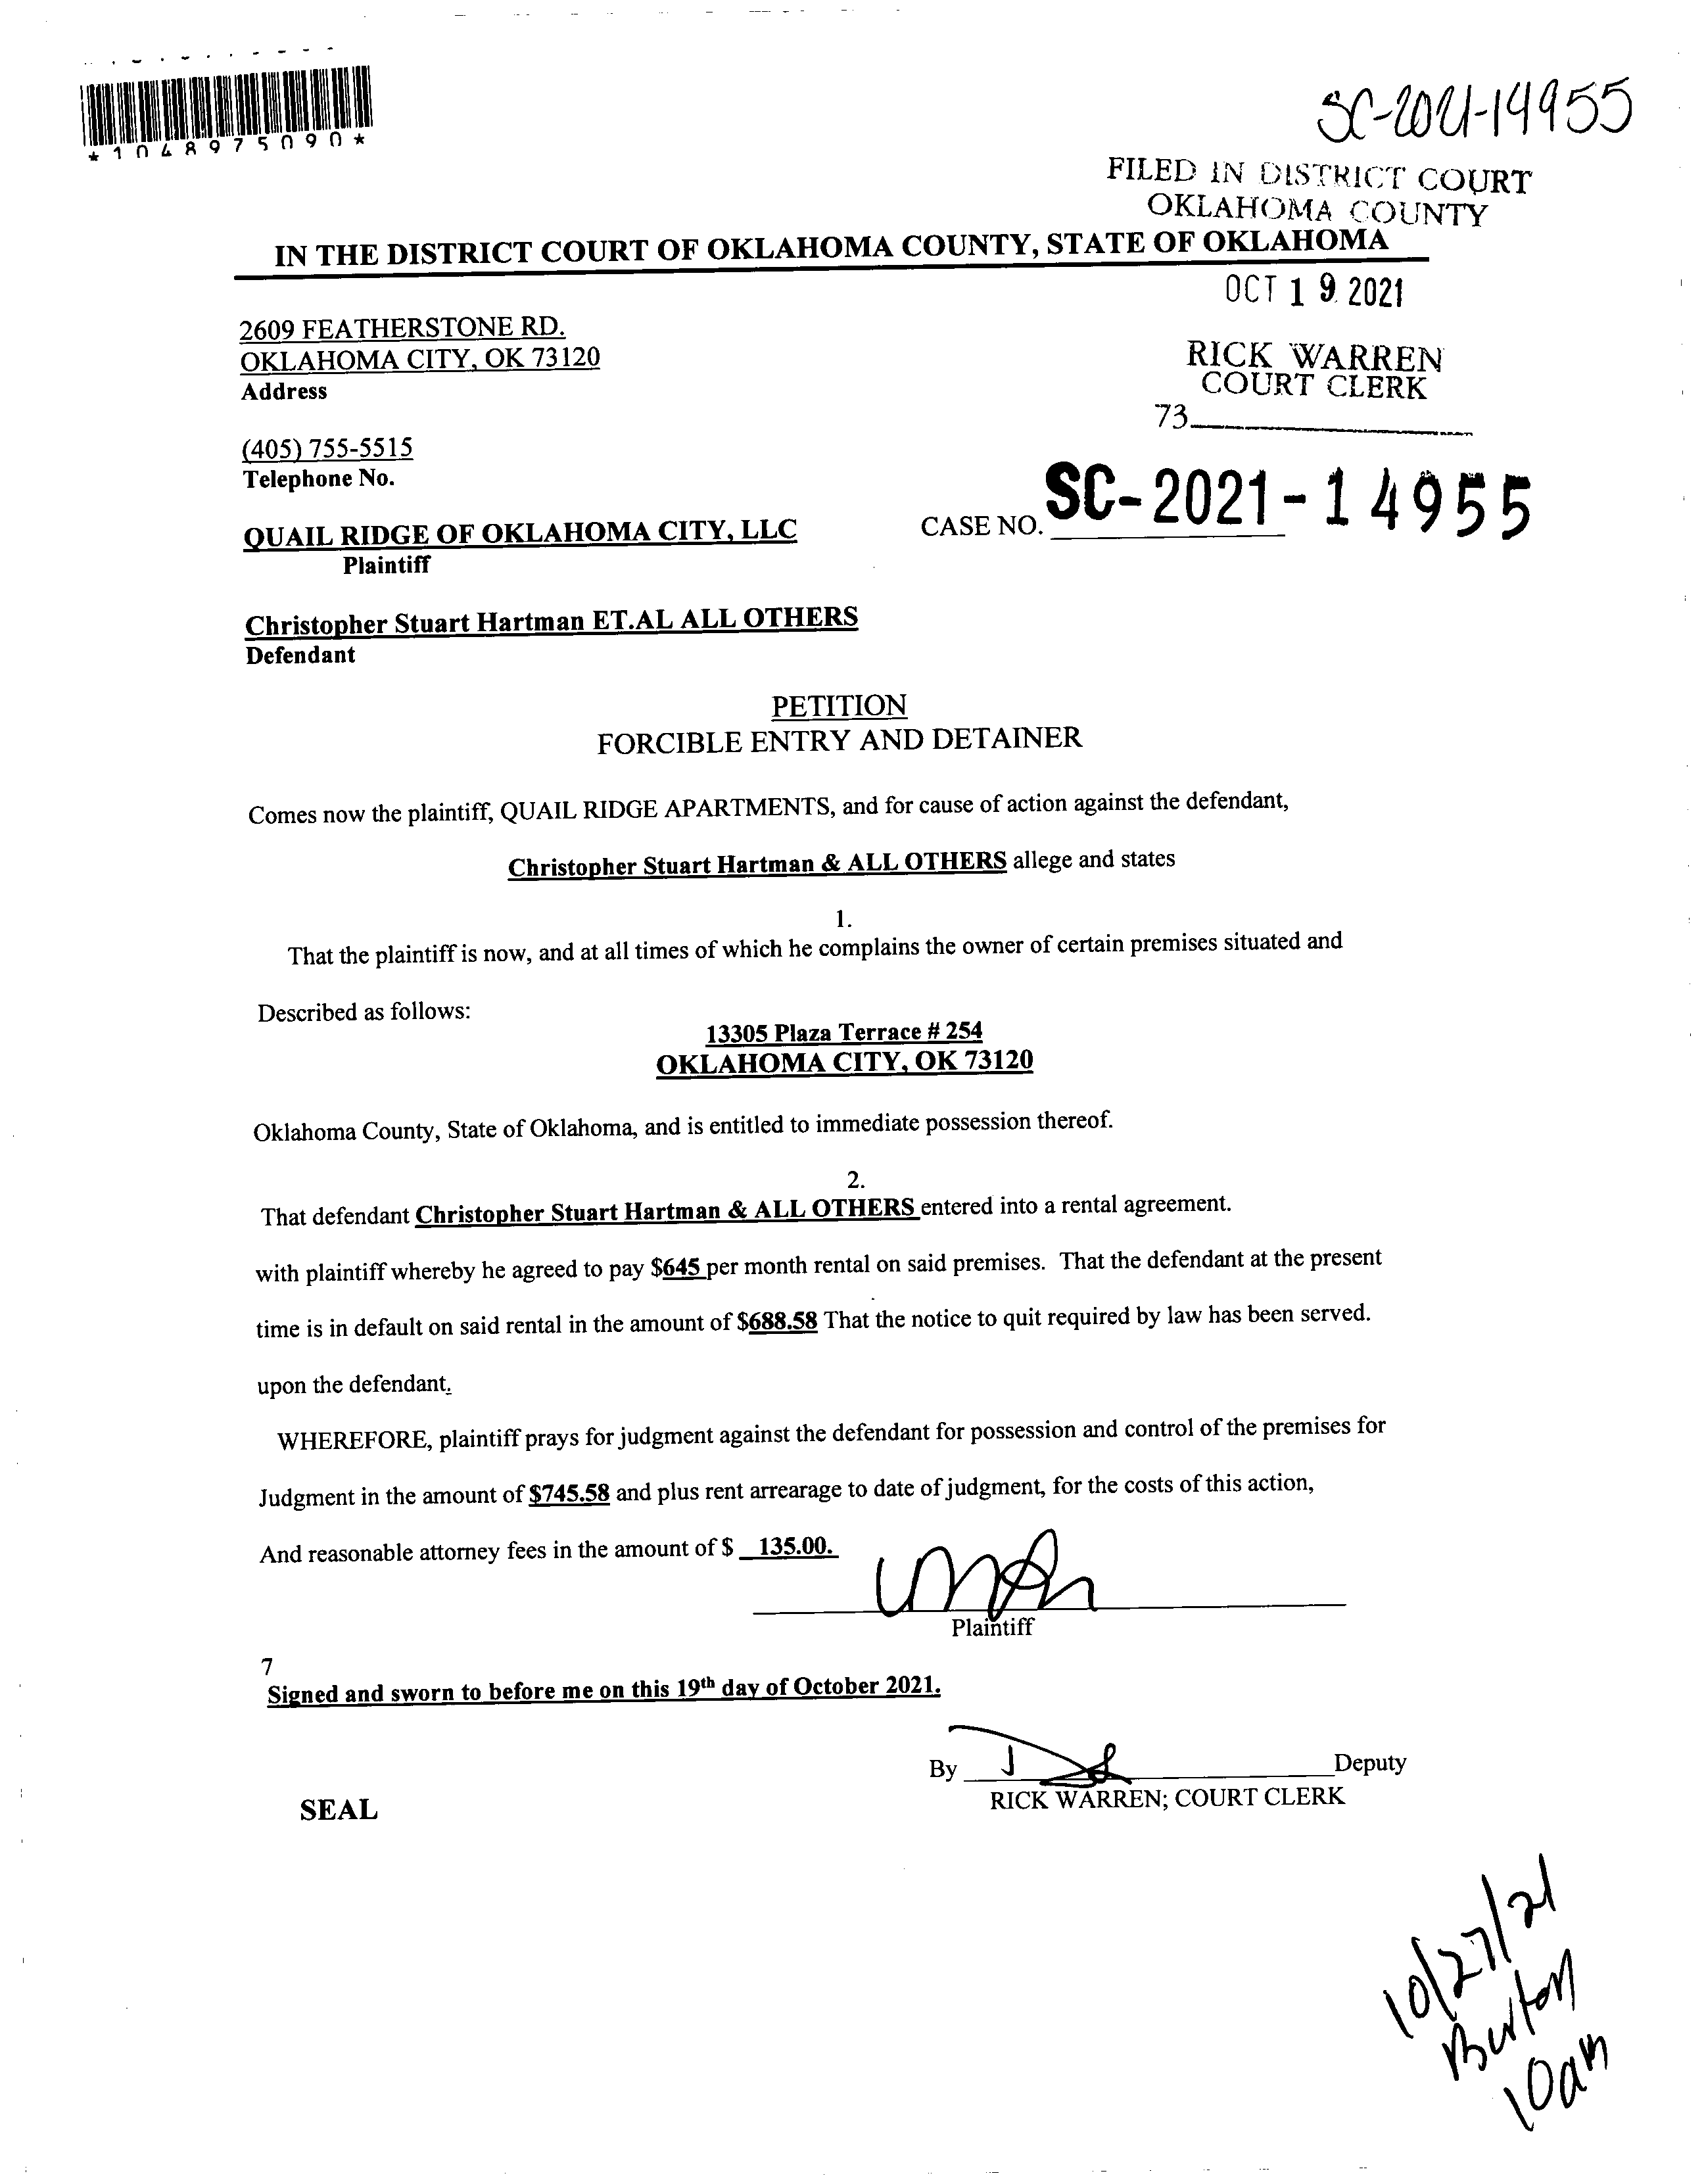 *1048975090*
SC-2021-14955
FILED IN DISTRICT COURT
OKLAHOMA COUNTY
IN THE DISTRICT COURT OF OKLAHOMA COUNTY, STATE OF OKLAHOMA
OCT 19 2021
2609 FEATHERSTONE RD.
OKLAHOMA CITY, OK 73120
Address
RICK WARREN
COURT CLERK
73
(405) 755-5515
Telephone No.
CASE NO. SC-2021-14955
QUAIL RIDGE OF OKLAHOMA CITY, LLC
Plaintiff
Christopher Stuart Hartman ET.AL ALL OTHERS
Defendant
PETITION
FORCIBLE ENTRY AND DETAINER
Comes now the plaintiff, QUAIL RIDGE APARTMENTS, and for cause of action against the defendant,
Christopher Stuart Hartman & ALL OTHERS allege and states
1.
That the plaintiff is now, and at all times of which he complains the owner of certain premises situated and
Described as follows:
13305 Plaza Terrace # 254
OKLAHOMA CITY, OK 73120
Oklahoma County, State of Oklahoma, and is entitled to immediate possession thereof.
2.
That defendant Christopher Stuart Hartman & ALL OTHERS entered into a rental agreement.
with plaintiff whereby he agreed to pay $645 per month rental on said premises. That the defendant at the present
time is in default on said rental in the amount of $688.58 That the notice to quit required by law has been served.
upon the defendant.
WHEREFORE, plaintiff prays for judgment against the defendant for possession and control of the premises for
Judgment in the amount of $745.58 and plus rent arrearage to date of judgment, for the costs of this action,
And reasonable attorney fees in the amount of $ 135.00.
Plaintiff
7
Signed and sworn to before me on this 19th day of October 2021.
By Deputy
RICK WARREN; COURT CLERK
SEAL
10/27/21
Burton
10am